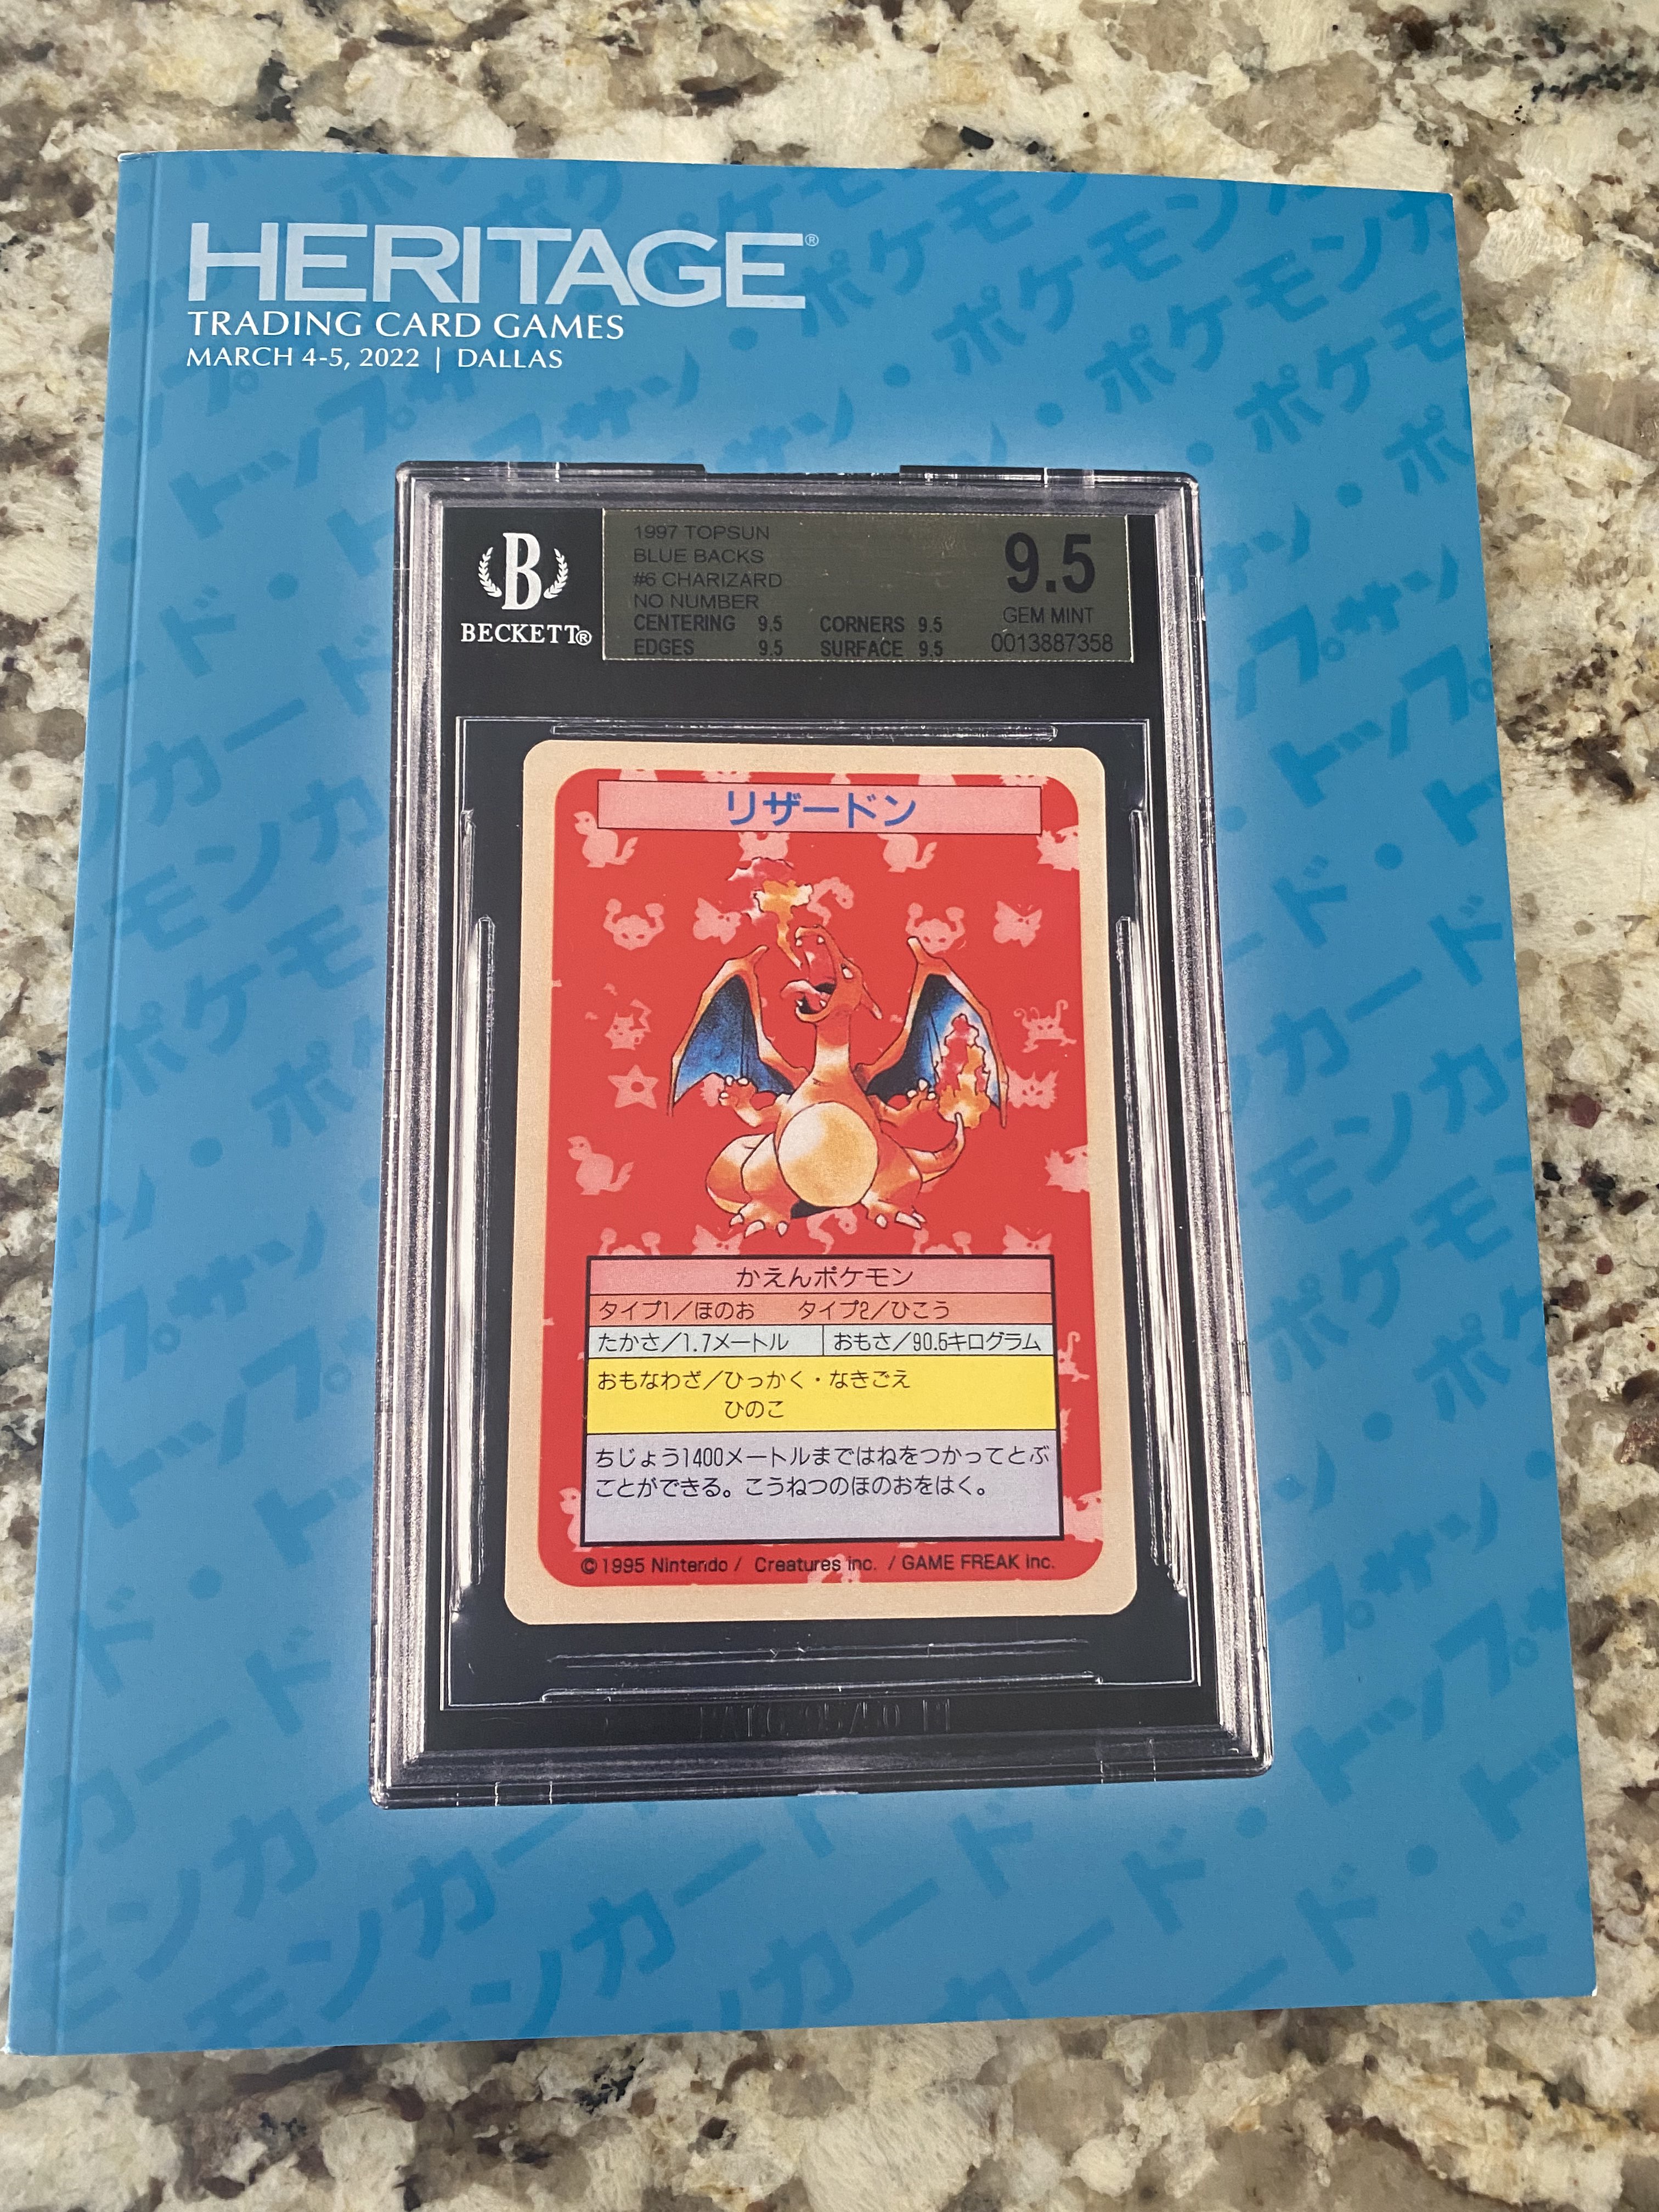 HERITAGE®
TRADING CARD GAMES
MARCH 4-5, 2022 | DALLAS
B
BECKETT®
1997 TOPSUN
BLUE BACKS
#6 CHARIZARD
NO NUMBER
CENTERING 9.5 CORNERS 9.5
EDGES 9.5 SURFACE 9.5
9.5
GEM MINT
0013887358
リザードン
かえんポケモン
タイプ1/ほのお タイプ2/ひこう
たかさ/1.7メートル おもさ/90.5キログラム
おもなわざ/ひっかく・なきごえ
ひのこ
ちじょう1400メートルまではねをつかってとぶ
ことができる。こうねつのほのおをはく。
©1995 Nintendo / Creatures inc. / GAME FREAK inc.